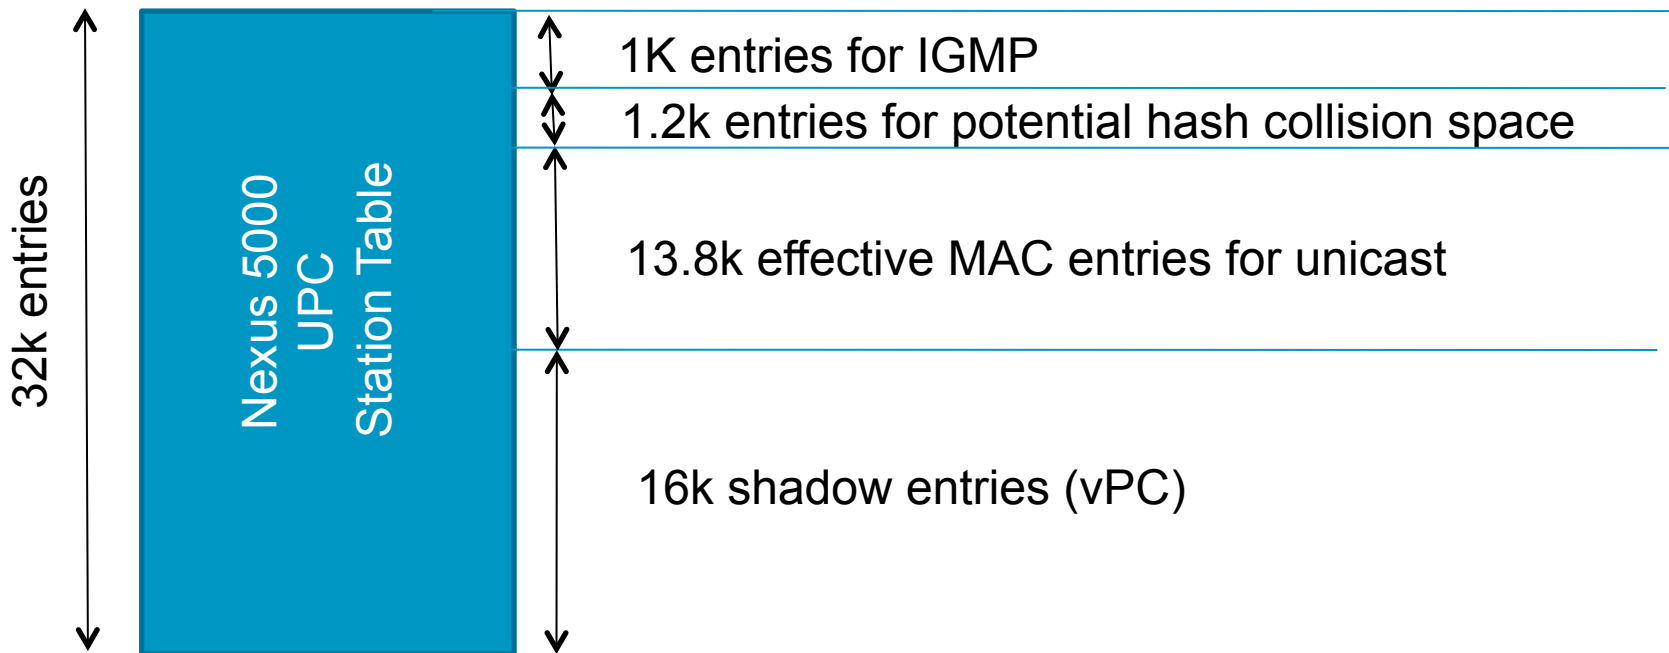 32k entries
Nexus 5000
UPC
Station Table
1K entries for IGMP
1.2k entries for potential hash collision space
13.8k effective MAC entries for unicast
16k shadow entries (vPC)